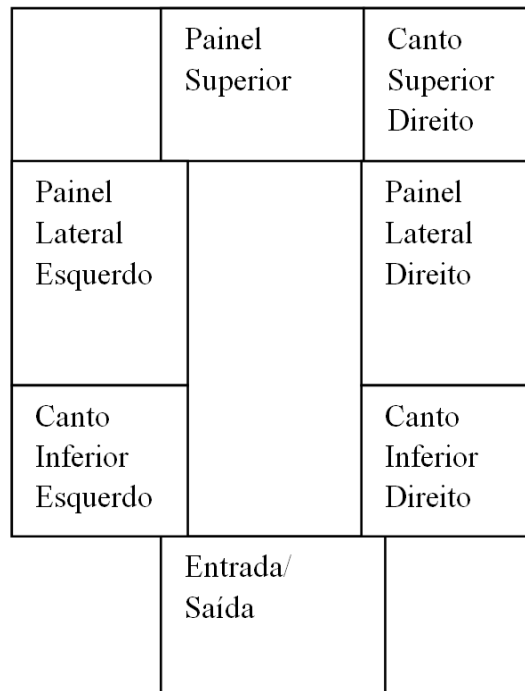 Painel
Superior
Canto
Superior
Direito
Painel
Lateral
Esquerdo
Painel
Lateral
Direito
Canto
Inferior
Esquerdo
Canto
Inferior
Direito
Entrada/
Saída